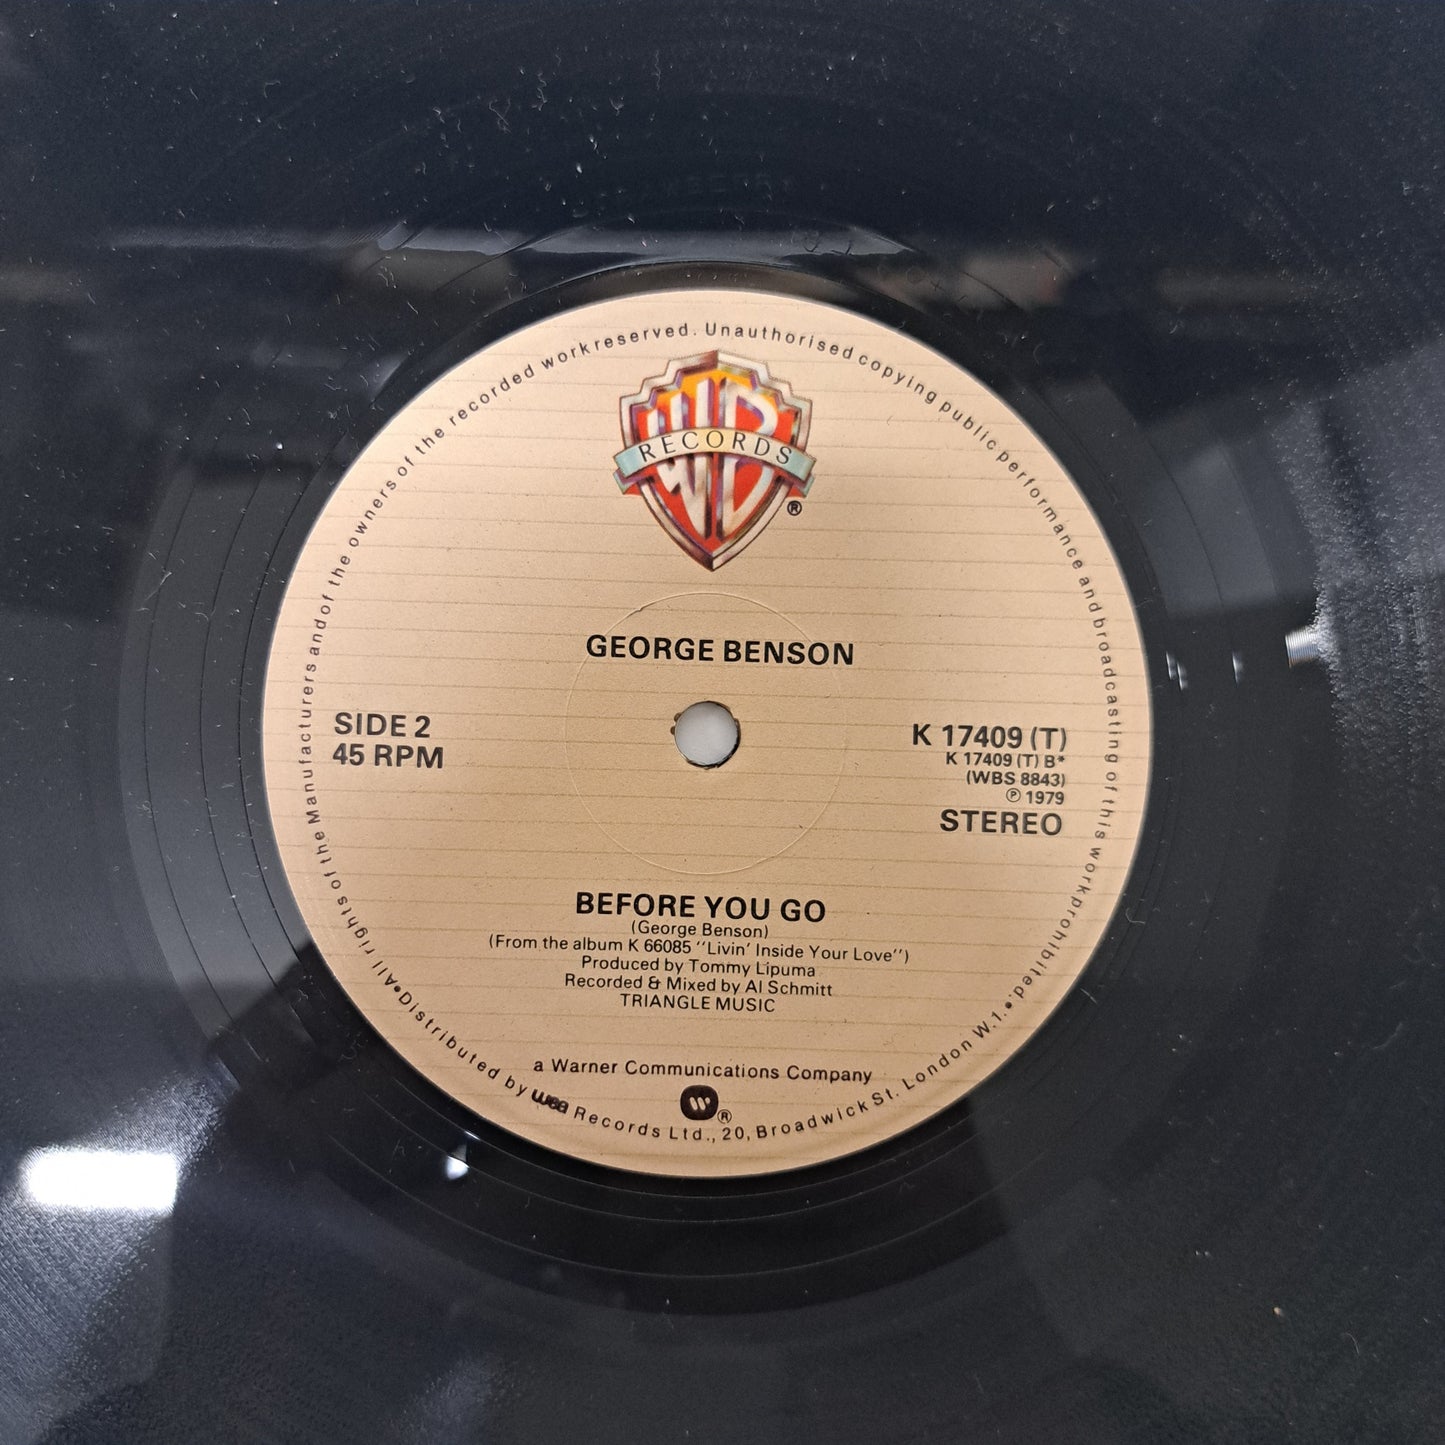 WB
RECORDS
®
GEORGE BENSON
SIDE 2
45 RPM
K 17409 (T)
K 17409 (T) B*
(WBS 8843)
℗ 1979
STEREO
BEFORE YOU GO
(George Benson)
(From the album K 66085 "Livin' Inside Your Love")
Produced by Tommy Lipuma
Recorded & Mixed by Al Schmitt
TRIANGLE MUSIC
a Warner Communications Company
®
•All rights of the Manufacturers and of the owners of the recorded work reserved. Unauthorised copying public performance and broadcasting of this work prohibited.•
Distributed by wea Records Ltd., 20, Broadwick St. London W.1.